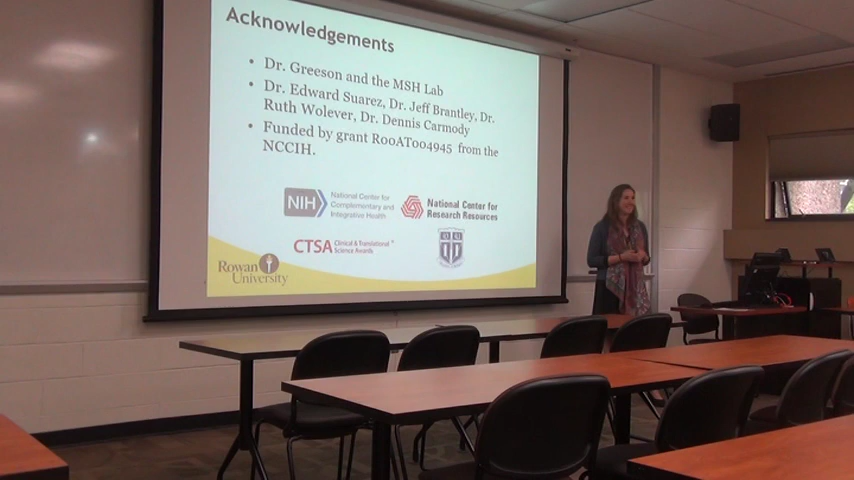 Acknowledgements
• Dr. Greeson and the MSH Lab
• Dr. Edward Suarez, Dr. Jeff Brantley, Dr.
Ruth Wolever, Dr. Dennis Carmody
• Funded by grant R00AT004945 from the
NCCIH.
NIH
National Center for
Complementary and
Integrative Health
National Center for
Research Resources
CTSA
Clinical & Translational
Science Awards
Rowan
University